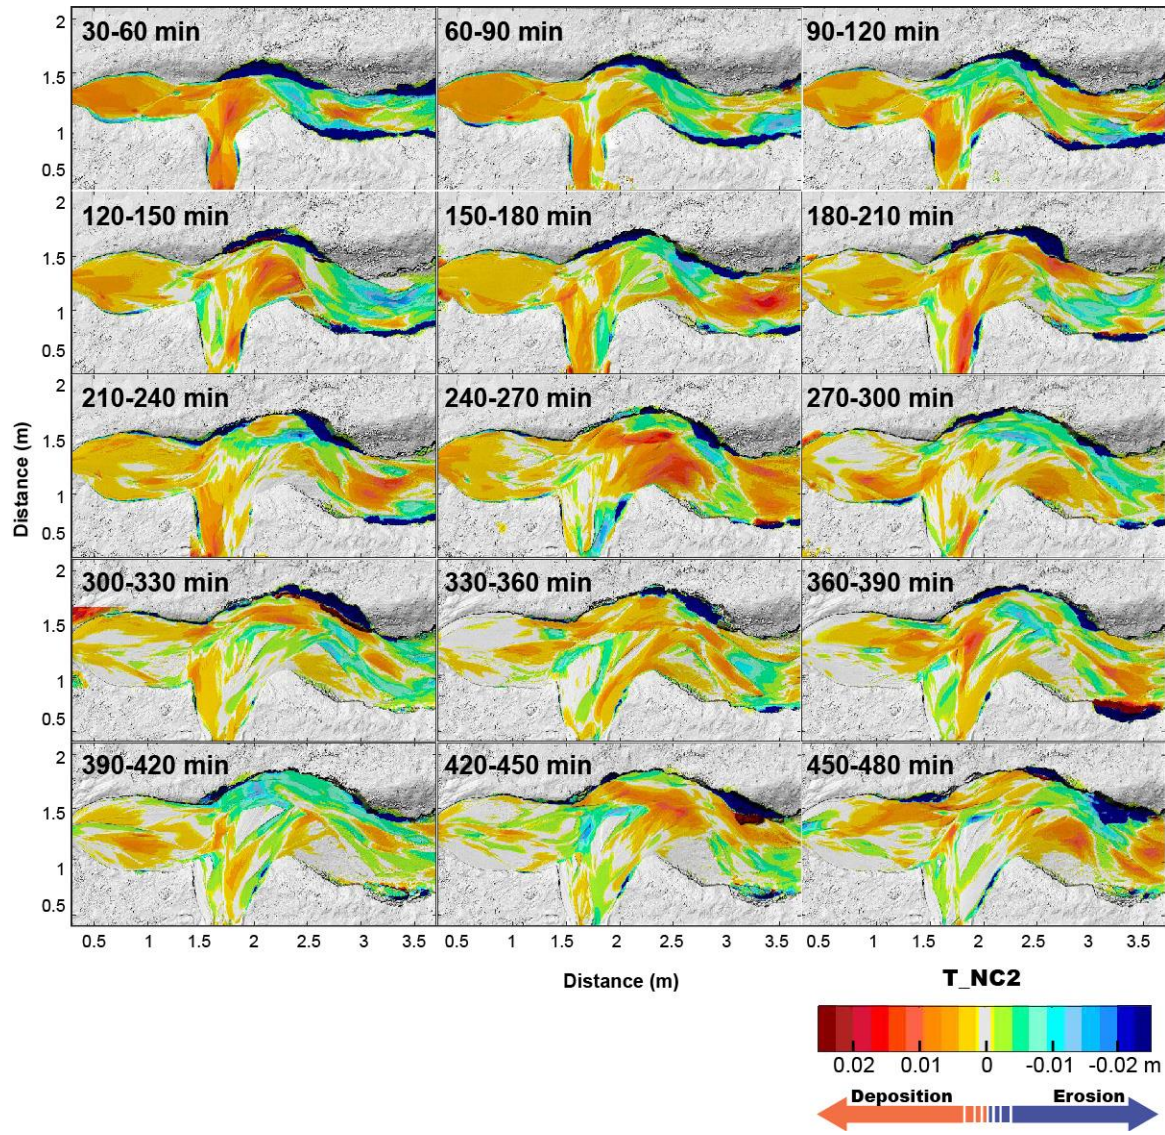 2
1.5
1
0.5
30-60 min
60-90 min
90-120 min
2
1.5
1
0.5
120-150 min
150-180 min
180-210 min
Distance (m)
2
1.5
1
0.5
210-240 min
240-270 min
270-300 min
2
1.5
1
0.5
300-330 min
330-360 min
360-390 min
2
1.5
1
0.5
390-420 min
420-450 min
450-480 min
0.5 1 1.5 2 2.5 3 3.5
0.5 1 1.5 2 2.5 3 3.5
0.5 1 1.5 2 2.5 3 3.5
Distance (m)
T_NC2
0.02 0.01 0 -0.01 -0.02 m
Deposition Erosion